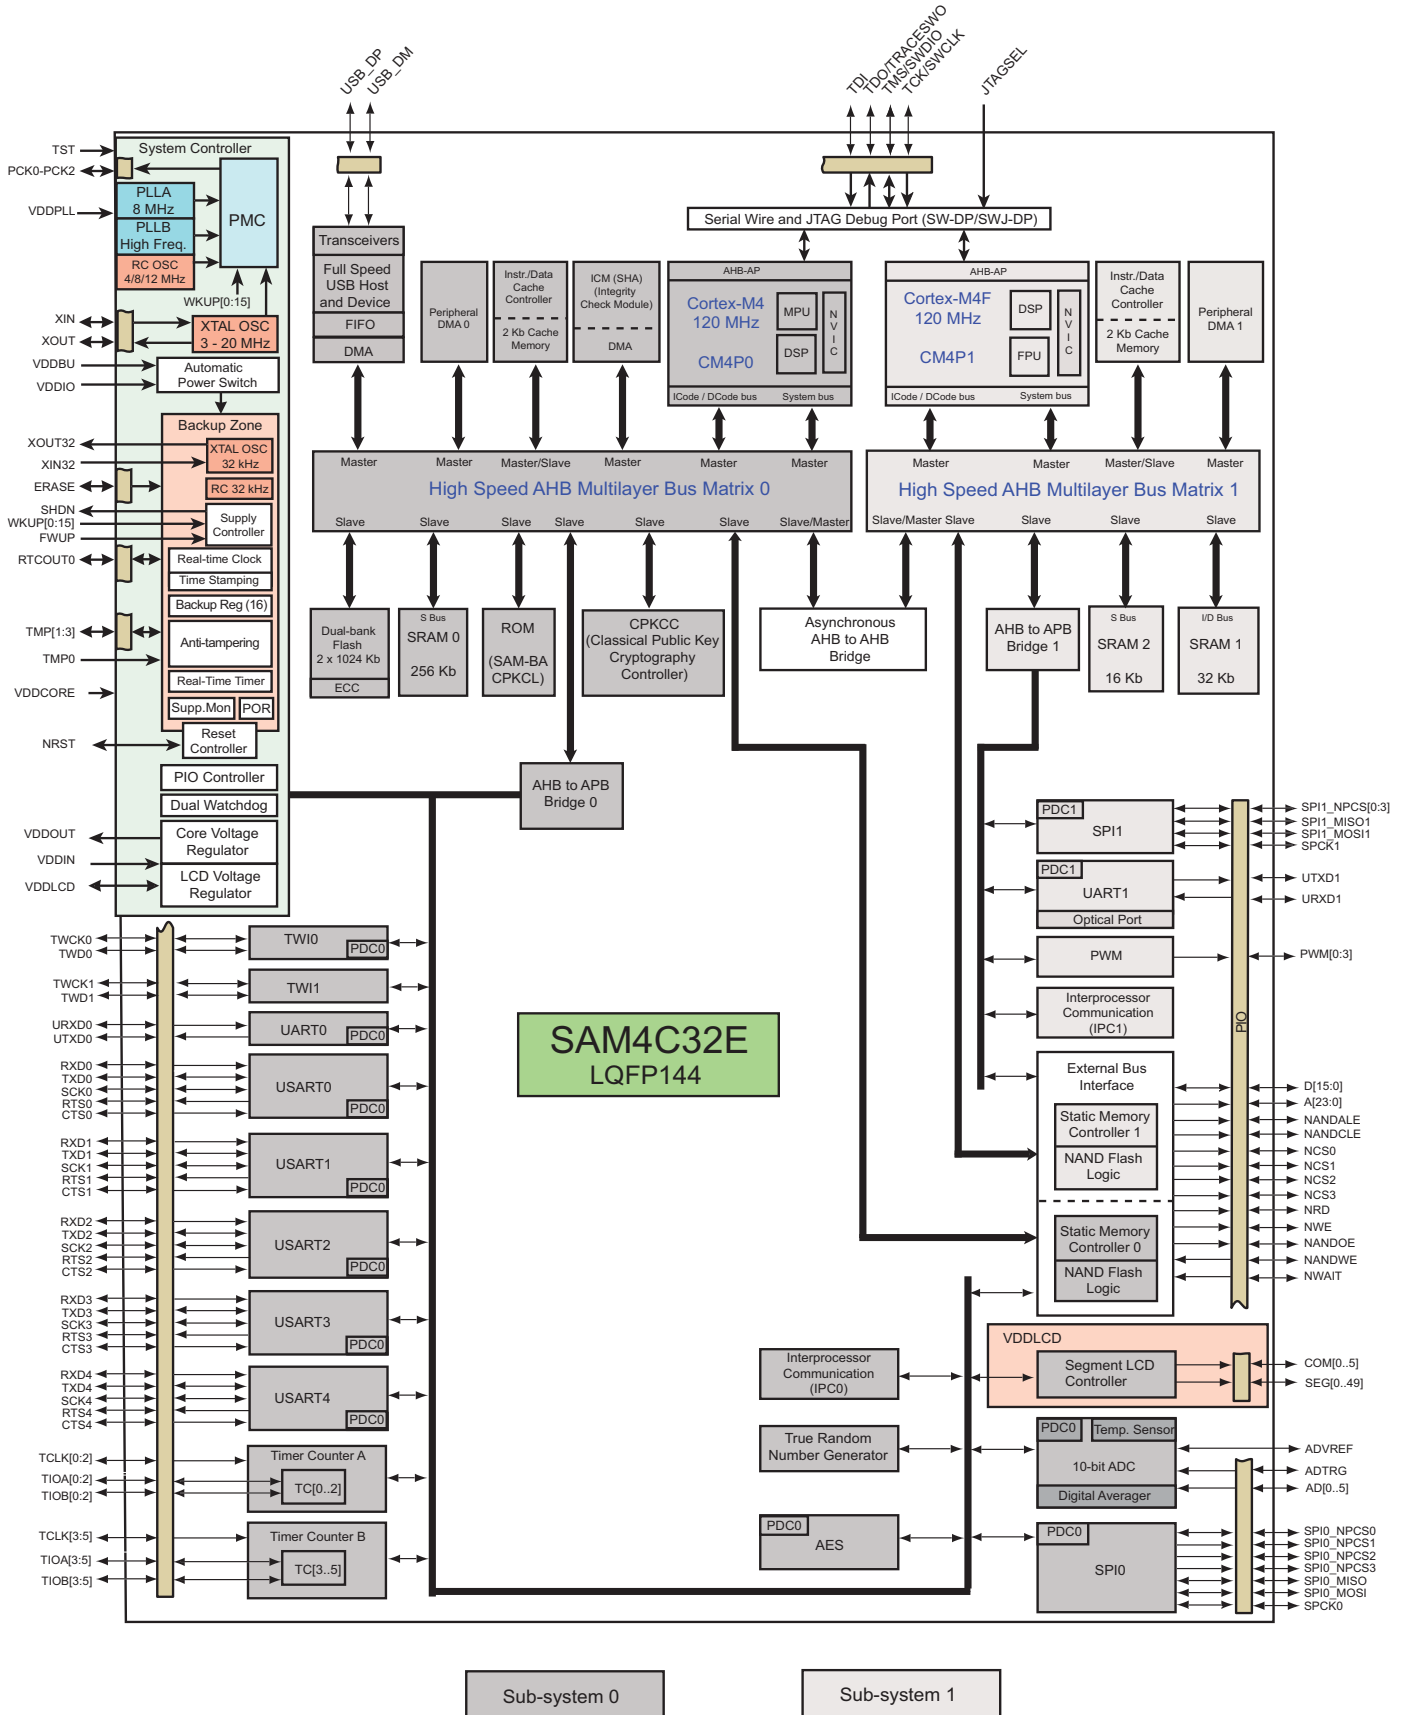 USB_DP
USB_DM
TDI
TDO/TRACESWO
TMS/SWDIO
TCK/SWCLK
JTAGSEL
TST
PCK0-PCK2
VDDPLL
XIN
XOUT
VDDBU
VDDIO
XOUT32
XIN32
ERASE
SHDN
WKUP[0:15]
FWUP
RTCOUT0
TMP[1:3]
TMP0
VDDCORE
NRST
VDDOUT
VDDIN
VDDLCD
System Controller
PLLA
8 MHz
PLLB
High Freq.
RC OSC
4/8/12 MHz
PMC
WKUP[0:15]
XTAL OSC
3 - 20 MHz
Automatic
Power Switch
Backup Zone
XTAL OSC
32 kHz
RC 32 kHz
Supply
Controller
Real-time Clock
Time Stamping
Backup Reg (16)
Anti-tampering
Real-Time Timer
Supp.Mon
POR
Reset
Controller
PIO Controller
Dual Watchdog
Core Voltage
Regulator
LCD Voltage
Regulator
Serial Wire and JTAG Debug Port (SW-DP/SWJ-DP)
Transceivers
Full Speed
USB Host
and Device
FIFO
DMA
Peripheral
DMA 0
Instr./Data
Cache
Controller
2 Kb Cache
Memory
ICM (SHA)
(Integrity
Check Module)
DMA
AHB-AP
Cortex-M4
120 MHz
CM4P0
MPU
DSP
N
V
I
C
ICode / DCode bus
System bus
AHB-AP
Cortex-M4F
120 MHz
CM4P1
DSP
FPU
N
V
I
C
ICode / DCode bus
System bus
Instr./Data
Cache
Controller
2 Kb Cache
Memory
Peripheral
DMA 1
Master
Master
Master/Slave
Master
Master
Master
High Speed AHB Multilayer Bus Matrix 0
Slave
Slave
Slave
Slave
Slave
Slave
Slave/Master
Master
Master
Master/Slave
Master
High Speed AHB Multilayer Bus Matrix 1
Slave/Master
Slave
Slave
Slave
Slave
Dual-bank
Flash
2 x 1024 Kb
ECC
S Bus
SRAM 0
256 Kb
ROM
(SAM-BA
CPKCL)
CPKCC
(Classical Public Key
Cryptography
Controller)
Asynchronous
AHB to AHB
Bridge
AHB to APB
Bridge 1
S Bus
SRAM 2
16 Kb
I/D Bus
SRAM 1
32 Kb
AHB to APB
Bridge 0
SAM4C32E
LQFP144
TWCK0
TWD0
TWCK1
TWD1
URXD0
UTXD0
RXD0
TXD0
SCK0
RTS0
CTS0
RXD1
TXD1
SCK1
RTS1
CTS1
RXD2
TXD2
SCK2
RTS2
CTS2
RXD3
TXD3
SCK3
RTS3
CTS3
RXD4
TXD4
SCK4
RTS4
CTS4
TCLK[0:2]
TIOA[0:2]
TIOB[0:2]
TCLK[3:5]
TIOA[3:5]
TIOB[3:5]
TWI0
PDC0
TWI1
UART0
PDC0
USART0
PDC0
USART1
PDC0
USART2
PDC0
USART3
PDC0
USART4
PDC0
Timer Counter A
TC[0..2]
Timer Counter B
TC[3..5]
PDC1
SPI1
PDC1
UART1
Optical Port
PWM
Interprocessor
Communication
(IPC1)
External Bus
Interface
Static Memory
Controller 1
NAND Flash
Logic
Static Memory
Controller 0
NAND Flash
Logic
PIO
SPI1_NPCS[0:3]
SPI1_MISO1
SPI1_MOSI1
SPCK1
UTXD1
URXD1
PWM[0:3]
D[15:0]
A[23:0]
NANDALE
NANDCLE
NCS0
NCS1
NCS2
NCS3
NRD
NWE
NANDOE
NANDWE
NWAIT
VDDLCD
Segment LCD
Controller
COM[0..5]
SEG[0..49]
Interprocessor
Communication
(IPC0)
True Random
Number Generator
PDC0
AES
PDC0
Temp. Sensor
10-bit ADC
Digital Averager
PDC0
SPI0
ADVREF
ADTRG
AD[0..5]
SPI0_NPCS0
SPI0_NPCS1
SPI0_NPCS2
SPI0_NPCS3
SPI0_MISO
SPI0_MOSI
SPCK0
Sub-system 0
Sub-system 1